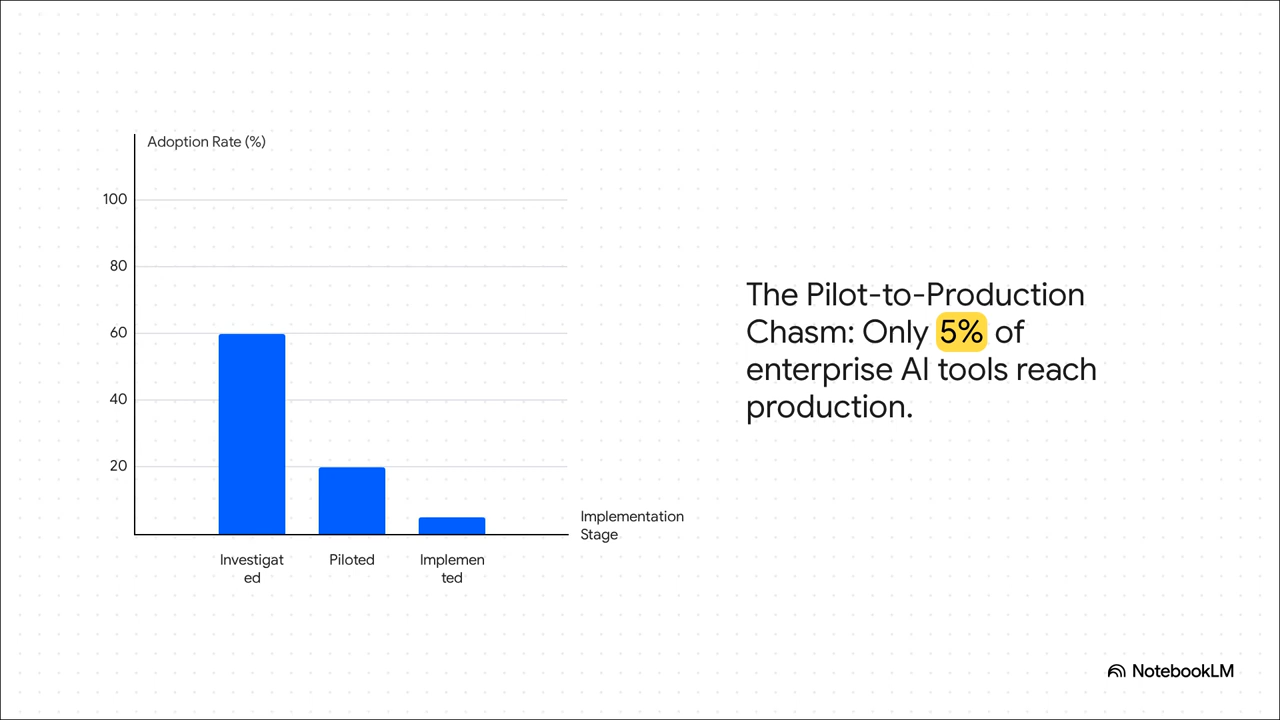 Adoption Rate (%)
100
80
60
40
20
Implementation
Stage
Investigat
ed
Piloted
Implemen
ted
The Pilot-to-Production
Chasm: Only 5% of
enterprise AI tools reach
production.
NotebookLM